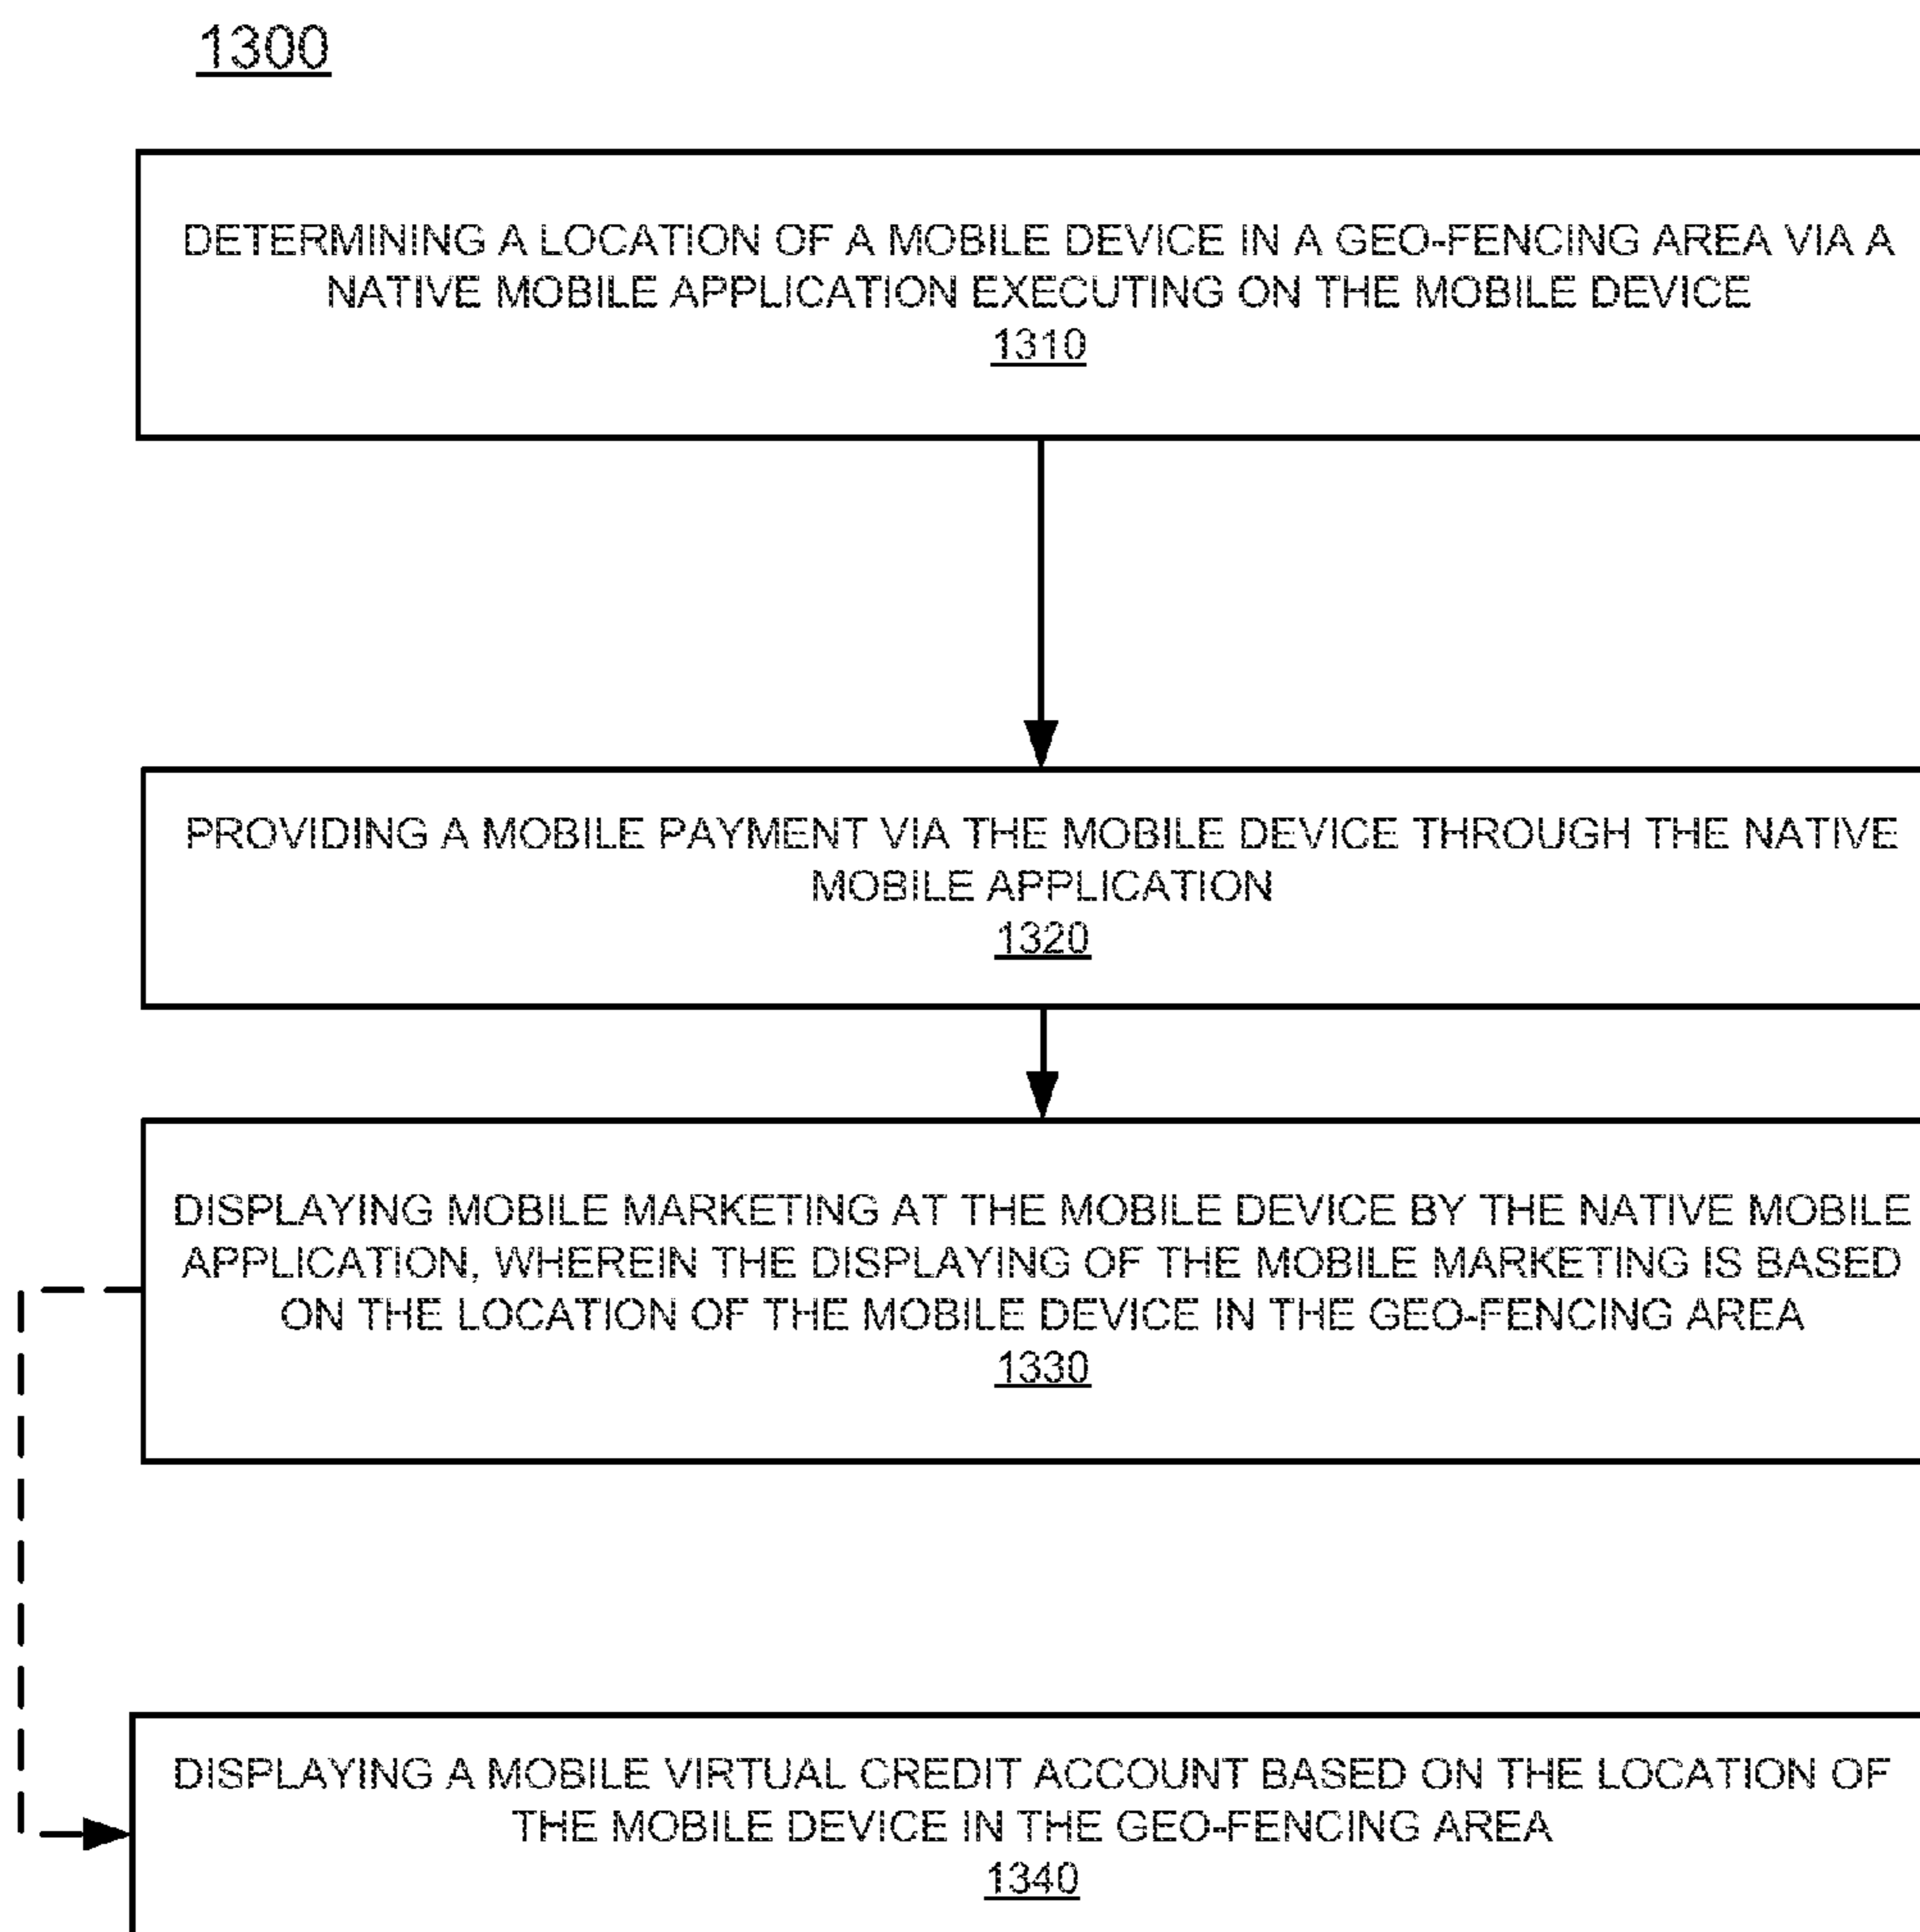 1300
DETERMINING A LOCATION OF A MOBILE DEVICE IN A GEO-FENCING AREA VIA A
NATIVE MOBILE APPLICATION EXECUTING ON THE MOBILE DEVICE
1310
PROVIDING A MOBILE PAYMENT VIA THE MOBILE DEVICE THROUGH THE NATIVE
MOBILE APPLICATION
1320
DISPLAYING MOBILE MARKETING AT THE MOBILE DEVICE BY THE NATIVE MOBILE
APPLICATION, WHEREIN THE DISPLAYING OF THE MOBILE MARKETING IS BASED
ON THE LOCATION OF THE MOBILE DEVICE IN THE GEO-FENCING AREA
1330
DISPLAYING A MOBILE VIRTUAL CREDIT ACCOUNT BASED ON THE LOCATION OF
THE MOBILE DEVICE IN THE GEO-FENCING AREA
1340